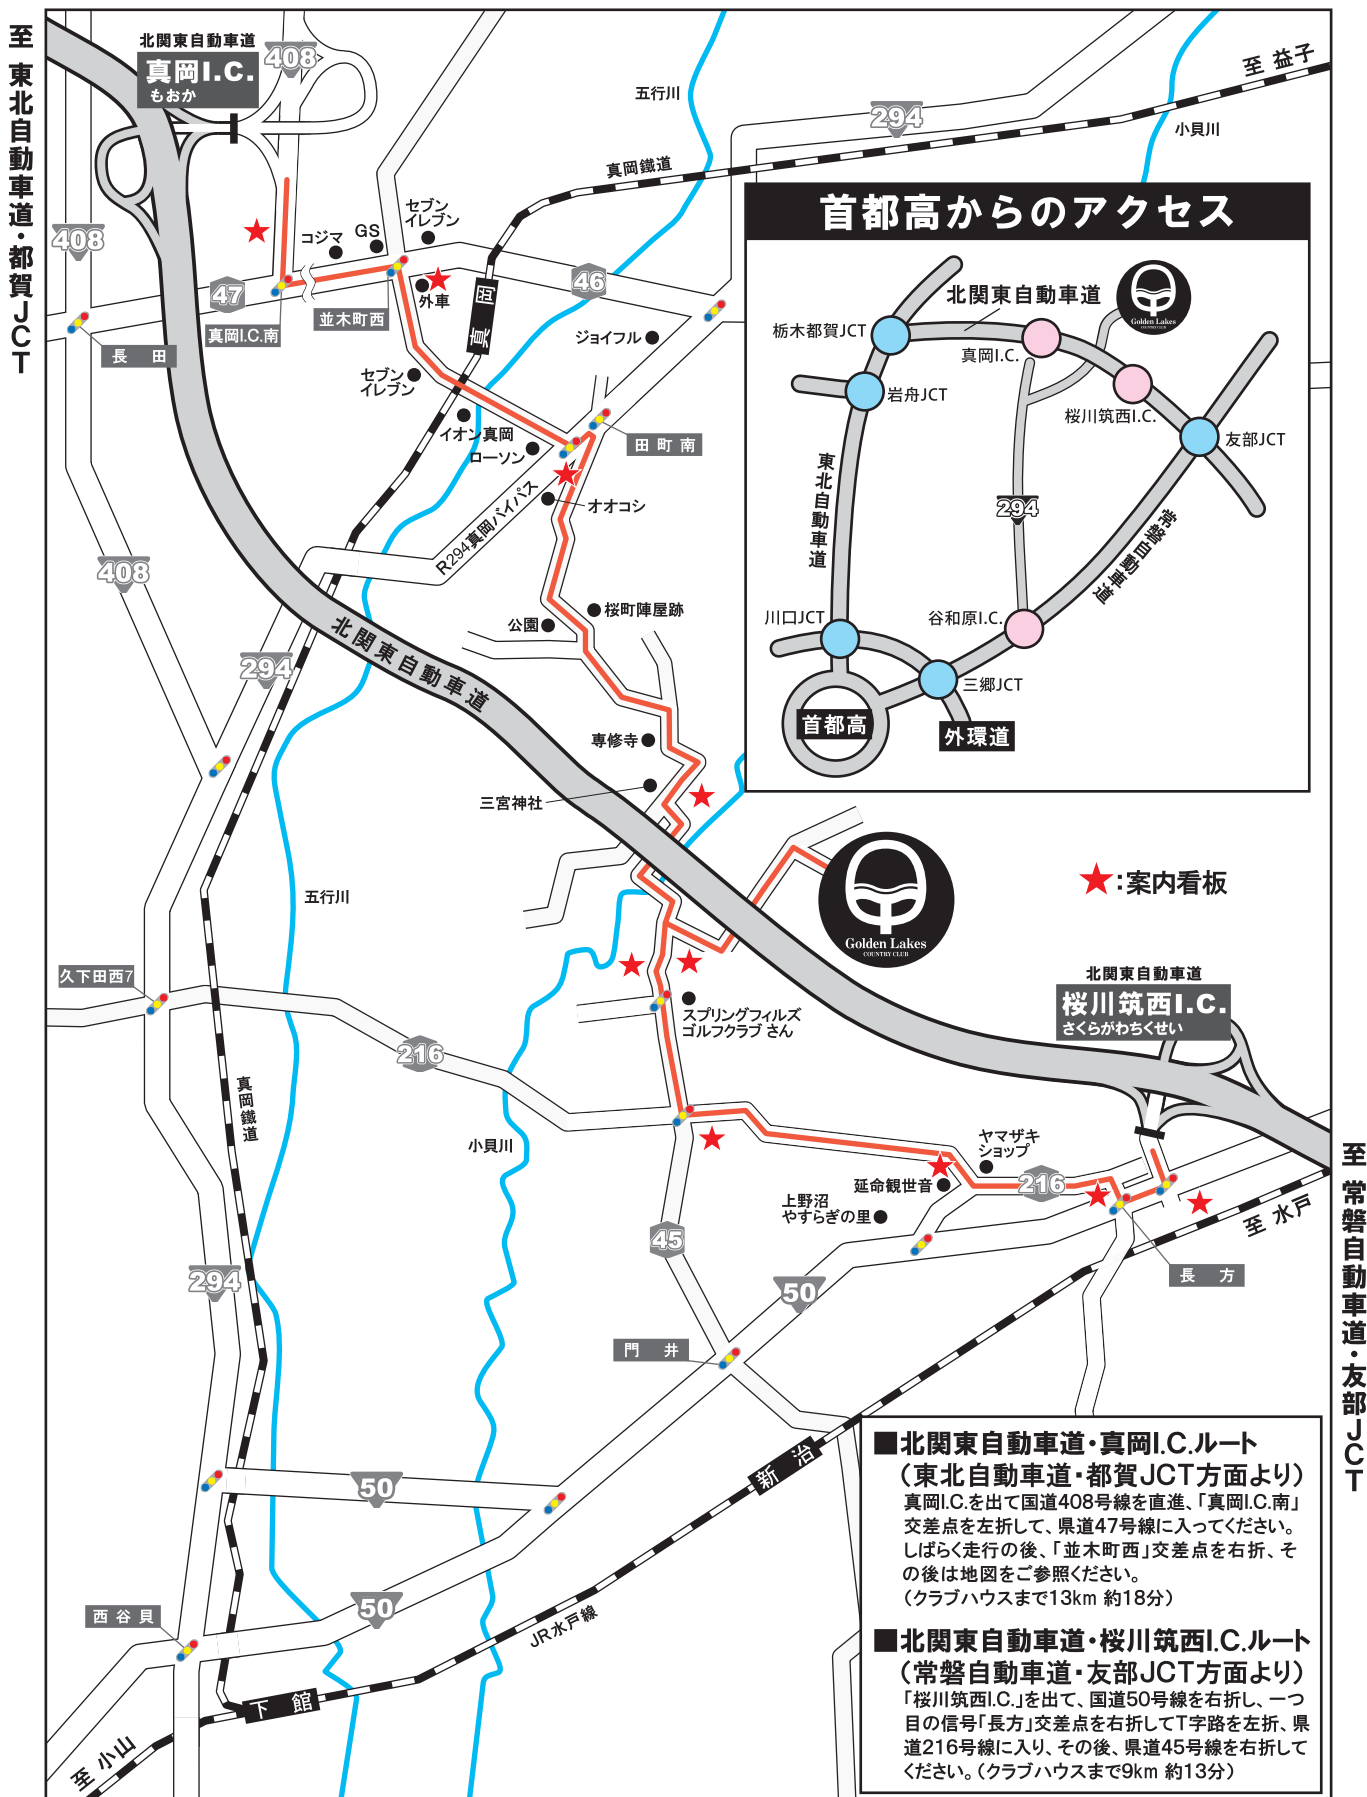 至 東北自動車道・都賀JCT
北関東自動車道
真岡I.C.
もおか
408
五行川
294
至 益子
小貝川
真岡鐵道
408
47
真岡I.C.南
コジマ
GS
セブン
イレブン
並木町西
外車
真岡
46
ジョイフル
長 田
セブン
イレブン
イオン真岡
ローソン
田町南
オオコシ
R294真岡バイパス
408
294
公園
桜町陣屋跡
北関東自動車道
専修寺
三宮神社
首都高からのアクセス
北関東自動車道
Golden Lakes
COUNTRY CLUB
栃木都賀JCT
真岡I.C.
岩舟JCT
桜川筑西I.C.
友部JCT
東北自動車道
294
常磐自動車道
川口JCT
谷和原I.C.
三郷JCT
首都高
外環道
★:案内看板
Golden Lakes
COUNTRY CLUB
五行川
久下田西7
216
真岡鐵道
小貝川
スプリングフィルズ
ゴルフクラブ さん
北関東自動車道
桜川筑西I.C.
さくらがわちくせい
ヤマザキ
ショップ
延命観世音
216
上野沼
やすらぎの里
至 水戸
長 方
至 常磐自動車道・友部JCT
45
294
50
門 井
新治
50
50
西谷貝
JR水戸線
下館
至 小山
■北関東自動車道・真岡I.C.ルート
(東北自動車道・都賀JCT方面より)
真岡I.C.を出て国道408号線を直進、「真岡I.C.南」
交差点を左折して、県道47号線に入ってください。
しばらく走行の後、「並木町西」交差点を右折、そ
の後は地図をご参照ください。
(クラブハウスまで13km 約18分)
■北関東自動車道・桜川筑西I.C.ルート
(常磐自動車道・友部JCT方面より)
「桜川筑西I.C.」を出て、国道50号線を右折し、一つ
目の信号「長方」交差点を右折してT字路を左折、県
道216号線に入り、その後、県道45号線を右折して
ください。(クラブハウスまで9km 約13分)